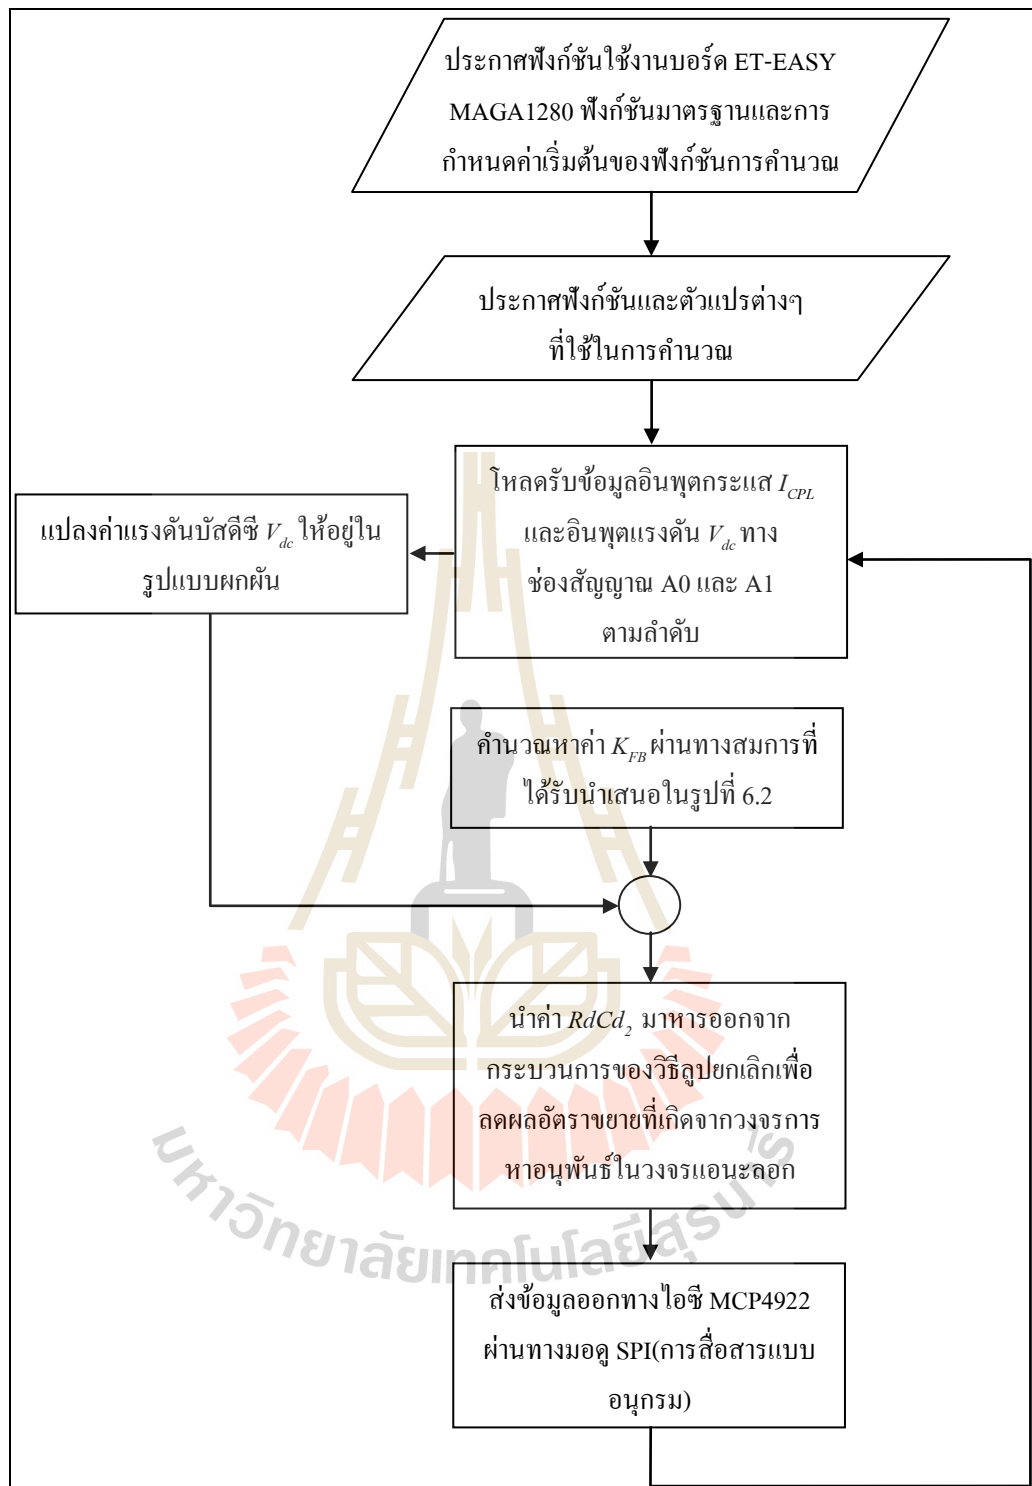 ประกาศฟังก์ชันใช้งานบอร์ด ET-EASY
MAGA1280 ฟังก์ชันมาตรฐานและการ
กำหนดค่าเริ่มต้นของฟังก์ชันการคำนวณ
ประกาศฟังก์ชันและตัวแปรต่างๆ
ที่ใช้ในการคำนวณ
โหลดรับข้อมูลอินพุตกระแส I_{CPL}
และอินพุตแรงดัน V_{dc} ทาง
ช่องสัญญาณ A0 และ A1
ตามลำดับ
แปลงค่าแรงดันบัสดีซี V_{dc} ให้อยู่ใน
รูปแบบผกผัน
คำนวณหาค่า K_{FB} ผ่านทางสมการที่
ได้รับนำเสนอในรูปที่ 6.2
นำค่า RdCd_2 มาหารออกจาก
กระบวนการของวิธีลูปยกเลิกเพื่อ
ลดผลอัตราขยายที่เกิดจากวงจรการ
หาอนุพันธ์ในวงจรแอนะลอก
มหาวิทยาลัยเทคโนโลยีสุรนารี
ส่งข้อมูลออกทางไอซี MCP4922
ผ่านทางมอดู SPI(การสื่อสารแบบ
อนุกรม)